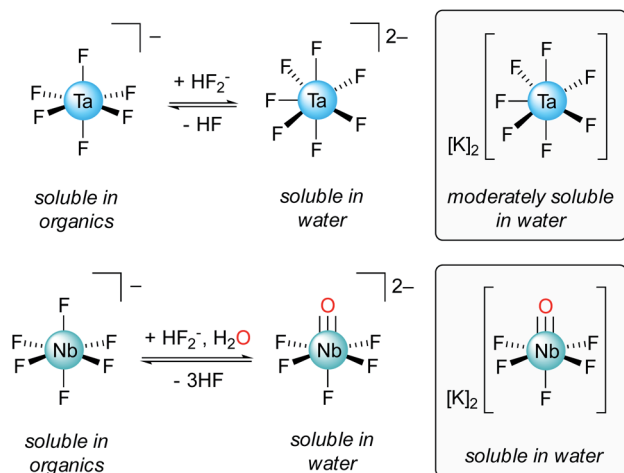 –
F
F F
Ta
F F
F
+ HF2-
- HF
2–
F
F F
F Ta
F F
F
[K]2
F
F F
F Ta
F F
F
soluble in
organics
soluble in
water
moderately soluble
in water
–
F
F F
Nb
F F
F
+ HF2-, H2O
- 3HF
2–
O
F F
Nb
F F
F
[K]2
O
F F
Nb
F F
F
soluble in
organics
soluble in
water
soluble in water